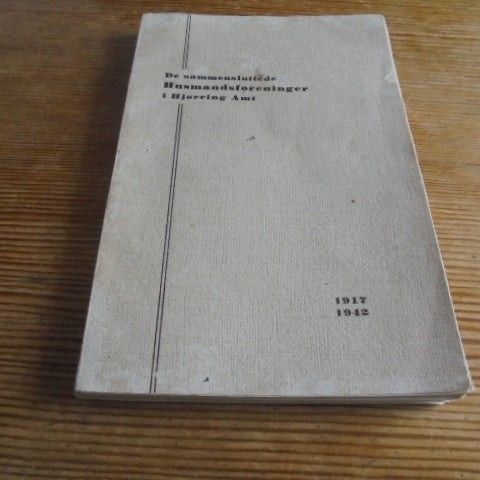 De sammensluttede
Husmandsforeninger
i Hjørring Amt
1917
1942